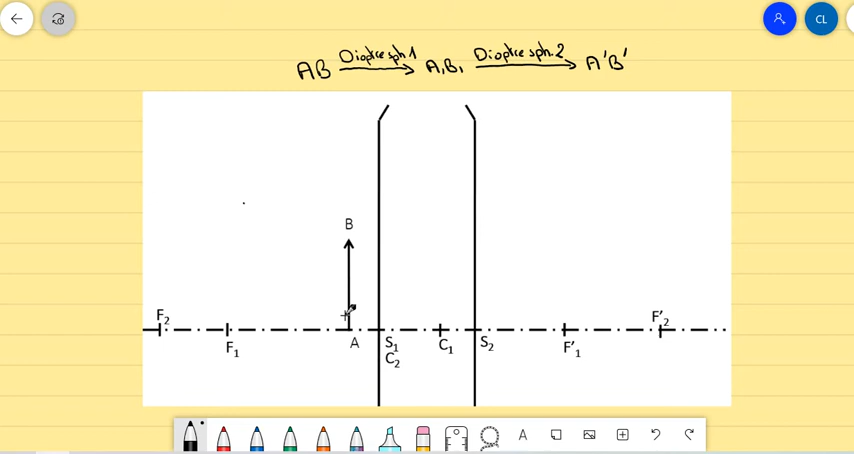 CL
AB Dioptre sph.1 A₁B₁ Dioptre sph.2 A'B'
B
F₂ F'₂
F₁ A S₁ C₁ S₂ F'₁
C₂
A